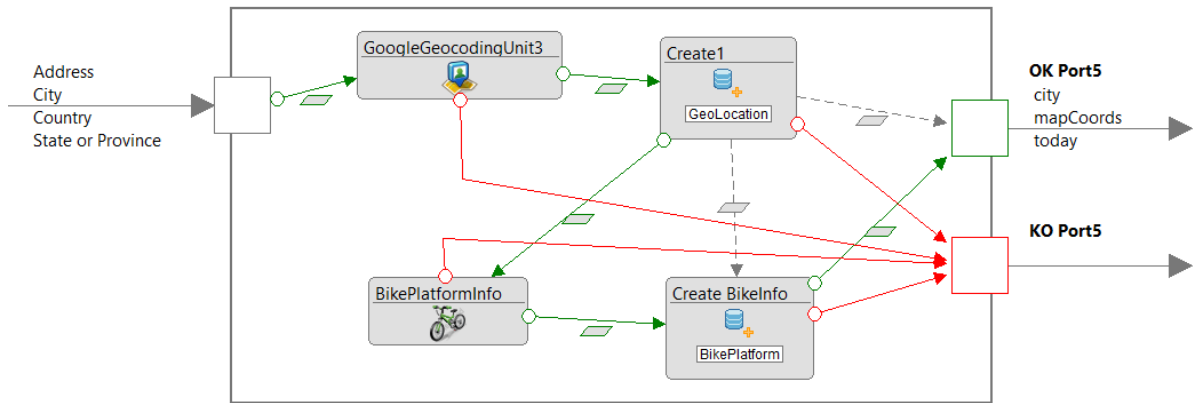 Address
City
Country
State or Province
GoogleGeocodingUnit3
Create1
GeoLocation
OK Port5
city
mapCoords
today
KO Port5
BikePlatformInfo
Create BikeInfo
BikePlatform